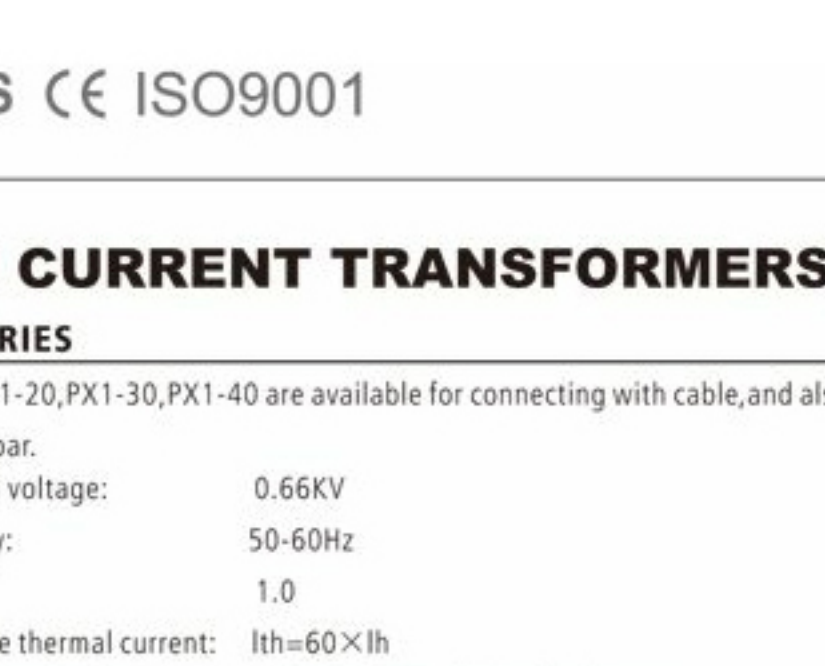 S CE ISO9001
CURRENT TRANSFORMERS
RIES
1-20,PX1-30,PX1-40 are available for connecting with cable,and als
bar.
voltage: 0.66KV
y: 50-60Hz
1.0
e thermal current: Ith=60×Ih